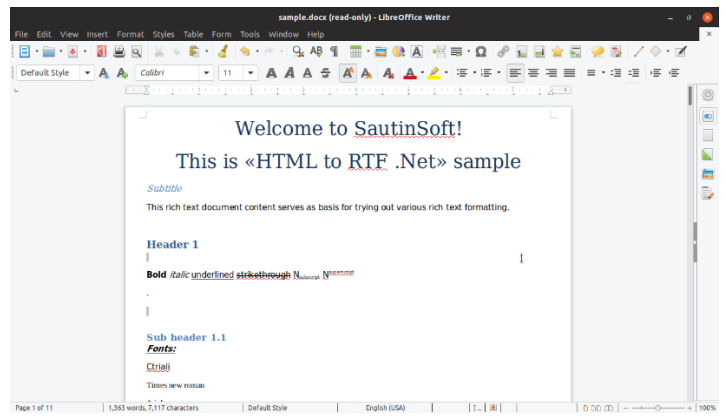 sample.docx (read-only) - LibreOffice Writer
File Edit View Insert Format Styles Table Form Tools Window Help
Default Style Calibri 11
Welcome to SautinSoft!
This is «HTML to RTF .Net» sample
Subtitle
This rich text document content serves as basis for trying out various rich text formatting.
Header 1
Bold italic underlined strikethrough Nsubscript Nsuperscript
.
Sub header 1.1
Fonts:
Ctriali
Times new roman
Page 1 of 11 1,363 words, 7,117 characters Default Style English (USA) 100%